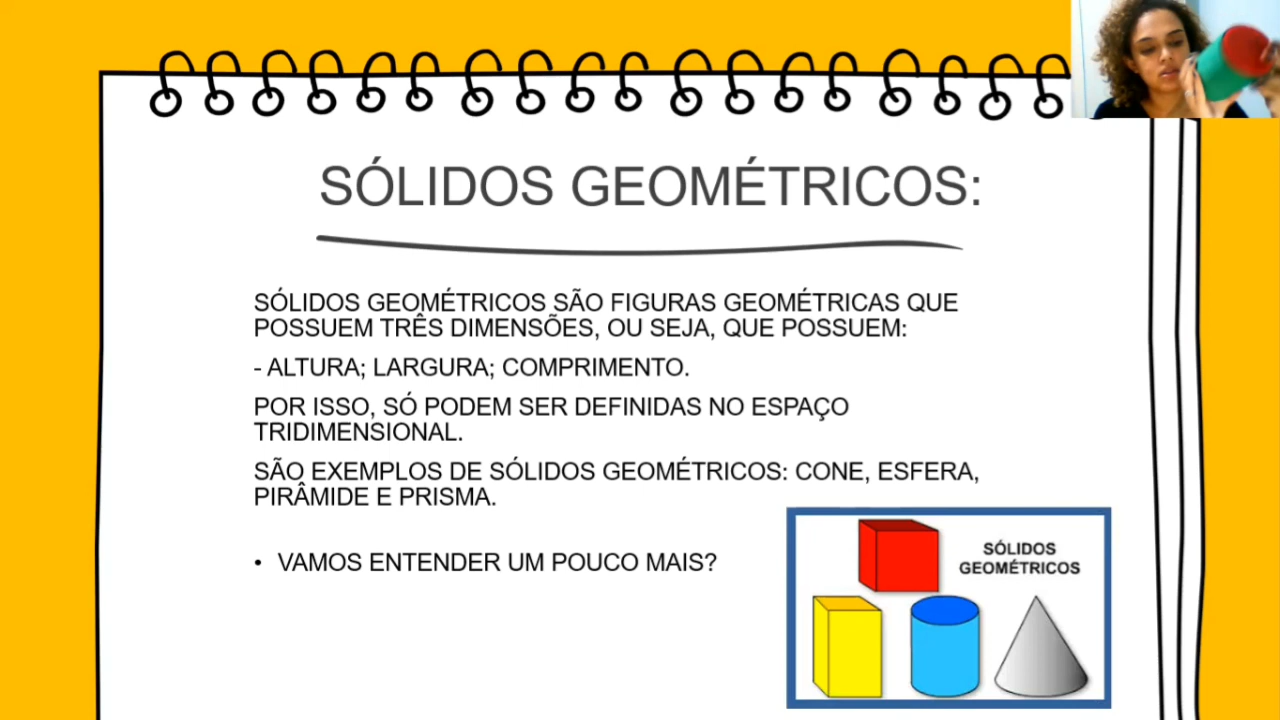 SÓLIDOS GEOMÉTRICOS:
SÓLIDOS GEOMÉTRICOS SÃO FIGURAS GEOMÉTRICAS QUE
POSSUEM TRÊS DIMENSÕES, OU SEJA, QUE POSSUEM:
- ALTURA; LARGURA; COMPRIMENTO.
POR ISSO, SÓ PODEM SER DEFINIDAS NO ESPAÇO
TRIDIMENSIONAL.
SÃO EXEMPLOS DE SÓLIDOS GEOMÉTRICOS: CONE, ESFERA,
PIRÂMIDE E PRISMA.
• VAMOS ENTENDER UM POUCO MAIS?
SÓLIDOS
GEOMÉTRICOS